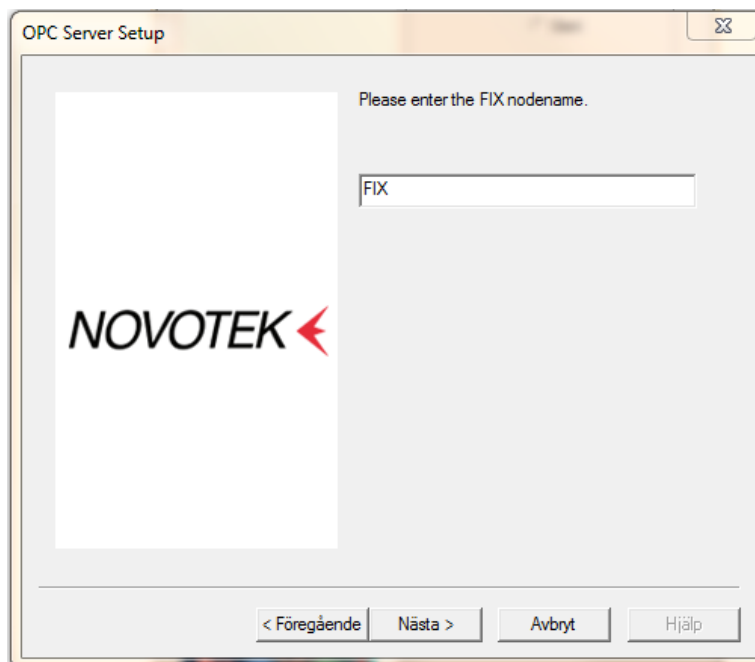 OPC Server Setup
Please enter the FIX nodename.
FIX
NOVOTEK
< Föregående Nästa > Avbryt Hjälp